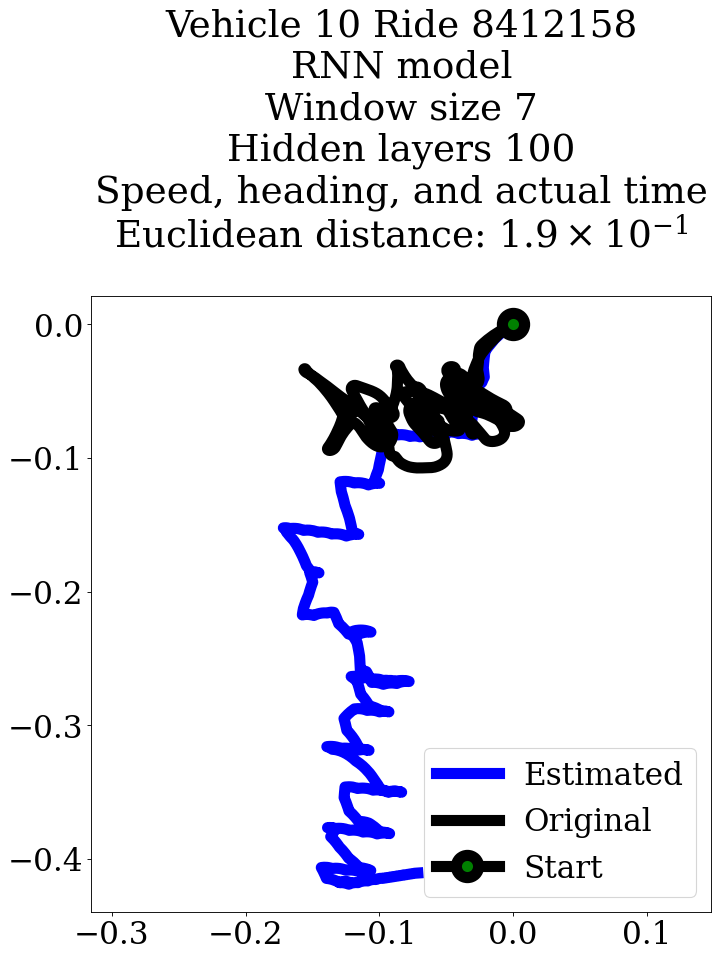 Vehicle 10 Ride 8412158
RNN model
Window size 7
Hidden layers 100
Speed, heading, and actual time
Euclidean distance: 1.9 × 10⁻¹
0.0
−0.1
−0.2
−0.3
−0.4
Estimated
Original
Start
−0.3 −0.2 −0.1 0.0 0.1